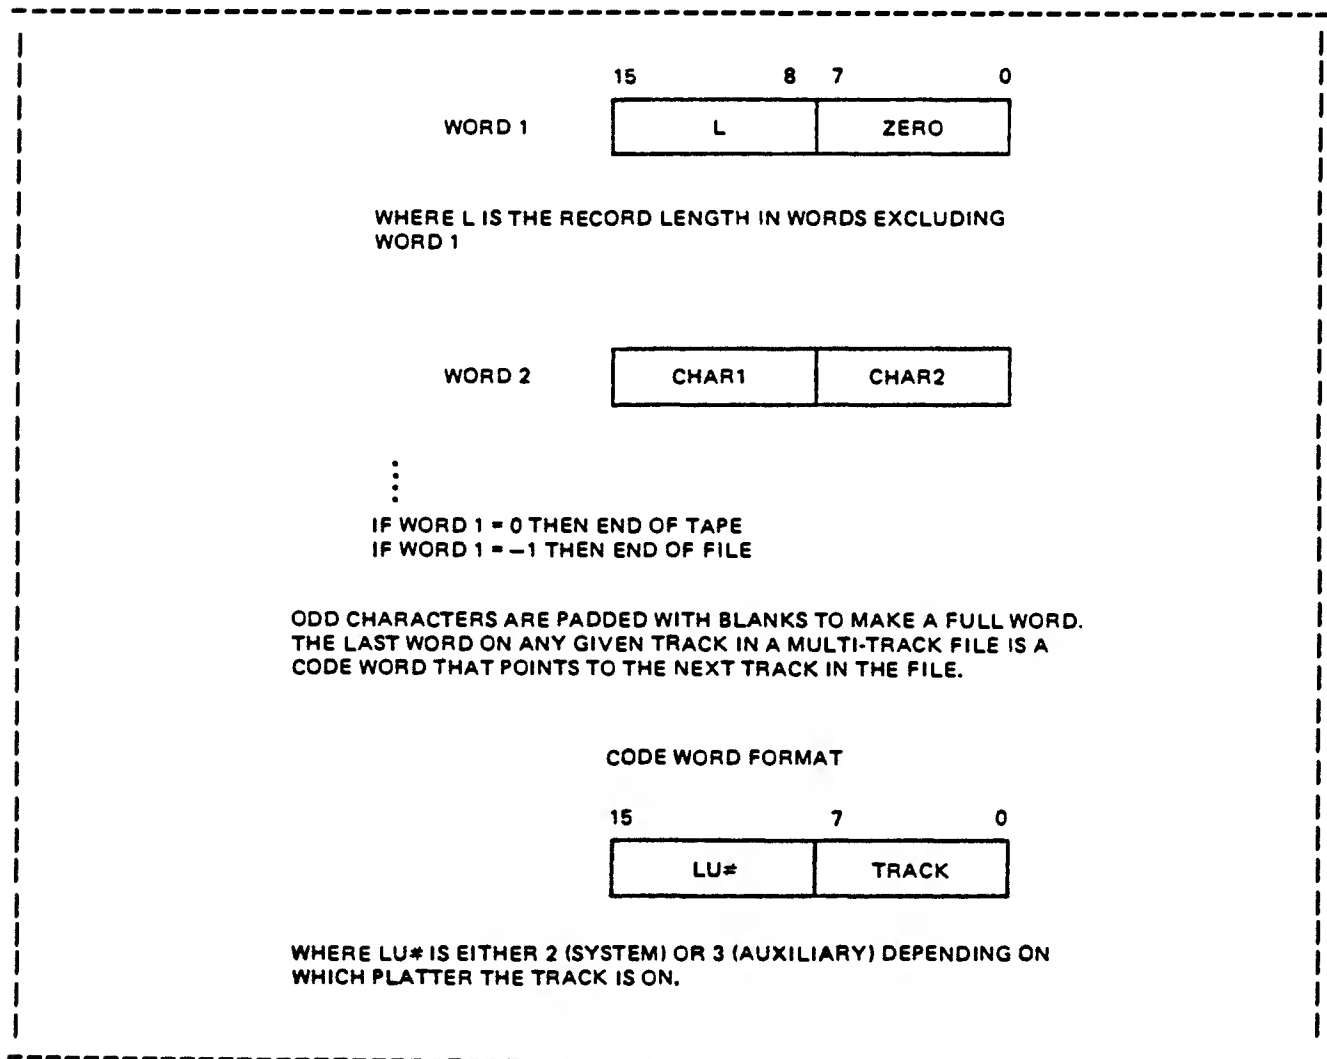 15 8 7 0
WORD 1 L ZERO
WHERE L IS THE RECORD LENGTH IN WORDS EXCLUDING
WORD 1
WORD 2 CHAR1 CHAR2
IF WORD 1 = 0 THEN END OF TAPE
IF WORD 1 = −1 THEN END OF FILE
ODD CHARACTERS ARE PADDED WITH BLANKS TO MAKE A FULL WORD.
THE LAST WORD ON ANY GIVEN TRACK IN A MULTI-TRACK FILE IS A
CODE WORD THAT POINTS TO THE NEXT TRACK IN THE FILE.
CODE WORD FORMAT
15 7 0
LU# TRACK
WHERE LU# IS EITHER 2 (SYSTEM) OR 3 (AUXILIARY) DEPENDING ON
WHICH PLATTER THE TRACK IS ON.